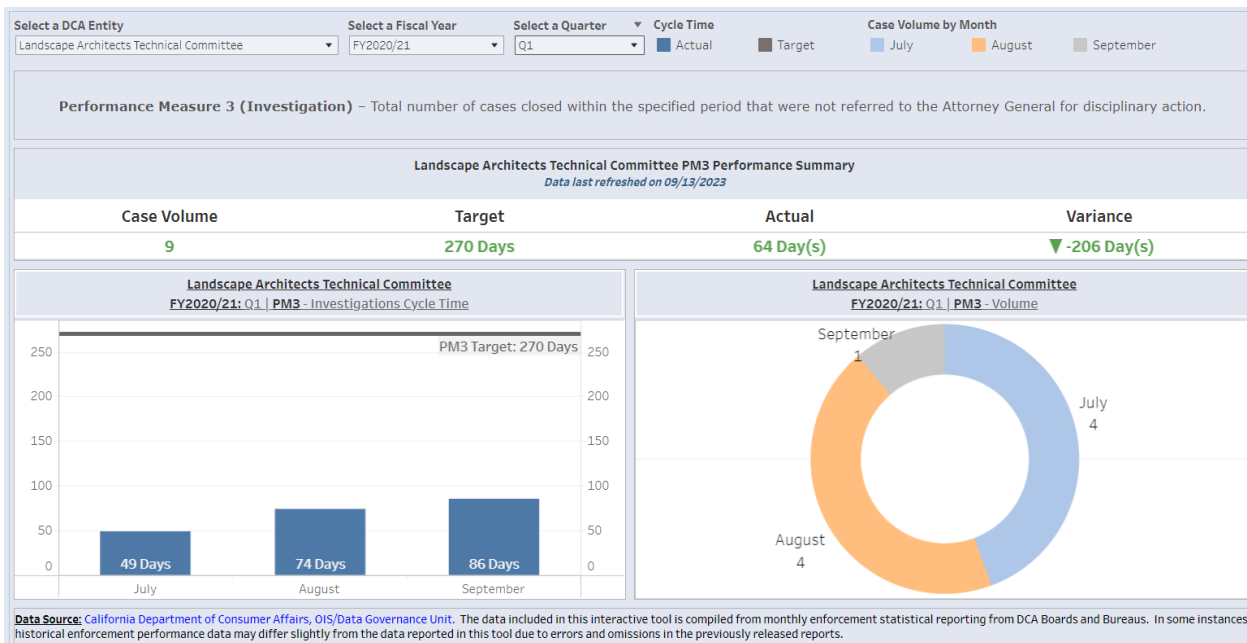 Select a DCA Entity
Landscape Architects Technical Committee
Select a Fiscal Year
FY2020/21
Select a Quarter
Q1
Cycle Time
Actual
Target
Case Volume by Month
July
August
September
Performance Measure 3 (Investigation) – Total number of cases closed within the specified period that were not referred to the Attorney General for disciplinary action.
Landscape Architects Technical Committee PM3 Performance Summary
Data last refreshed on 09/13/2023
Case Volume Target Actual Variance
9 270 Days 64 Day(s) ▼ -206 Day(s)
Landscape Architects Technical Committee
FY2020/21: Q1 | PM3 - Investigations Cycle Time
PM3 Target: 270 Days
250 250
200 200
150 150
100 100
50 50
0 0
49 Days 74 Days 86 Days
July August September
Landscape Architects Technical Committee
FY2020/21: Q1 | PM3 - Volume
September
1
July
4
August
4
Data Source: California Department of Consumer Affairs, OIS/Data Governance Unit. The data included in this interactive tool is compiled from monthly enforcement statistical reporting from DCA Boards and Bureaus. In some instances
historical enforcement performance data may differ slightly from the data reported in this tool due to errors and omissions in the previously released reports.